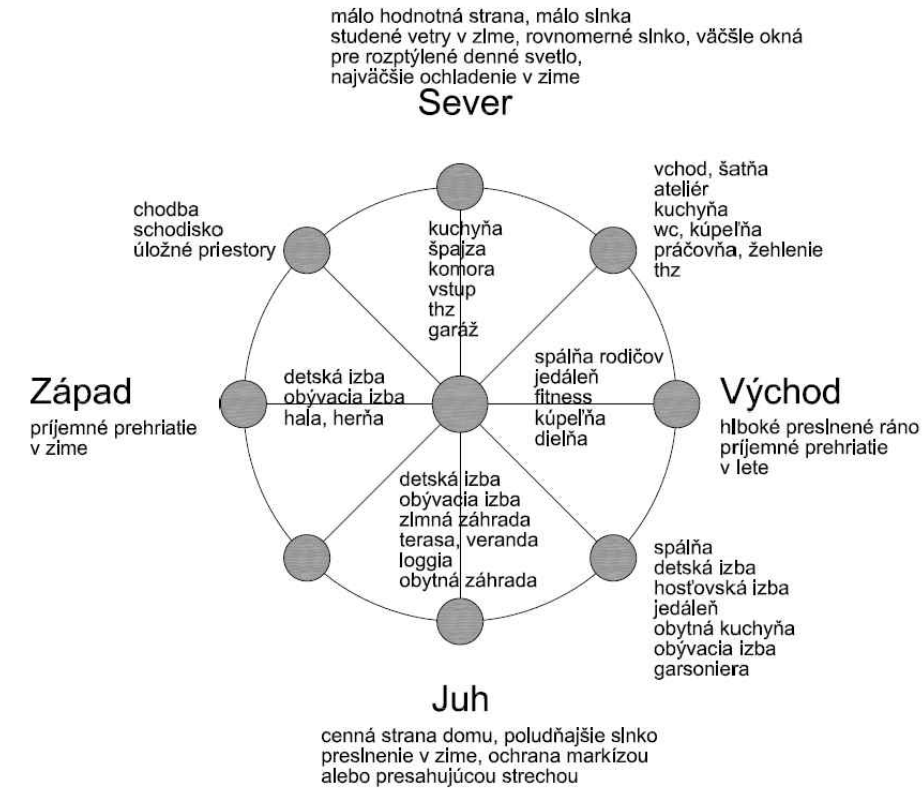 málo hodnotná strana, málo slnka
studené vetry v zIme, rovnomerné slnko, väčšIe okná
pre rozptýlené denné svetlo,
najväčšie ochladenie v zime
Sever
vchod, šatňa
ateliér
kuchyňa
wc, kúpeľňa
práčovňa, žehlenie
thz
chodba
schodisko
úložné priestory
kuchyňa
špajza
komora
vstup
thz
garáž
Západ
príjemné prehriatie
v zime
detská izba
obývacia izba
hala, herňa
spálňa rodičov
jedáleň
fitness
kúpeľňa
dielňa
Východ
hlboké preslnené ráno
príjemné prehriatie
v lete
detská izba
obývacia izba
zImná záhrada
terasa, veranda
loggia
obytná záhrada
spálňa
detská izba
hosťovská izba
jedáleň
obytná kuchyňa
obývacia izba
garsoniera
Juh
cenná strana domu, poludňajšie slnko
preslnenie v zime, ochrana markízou
alebo presahujúcou strechou